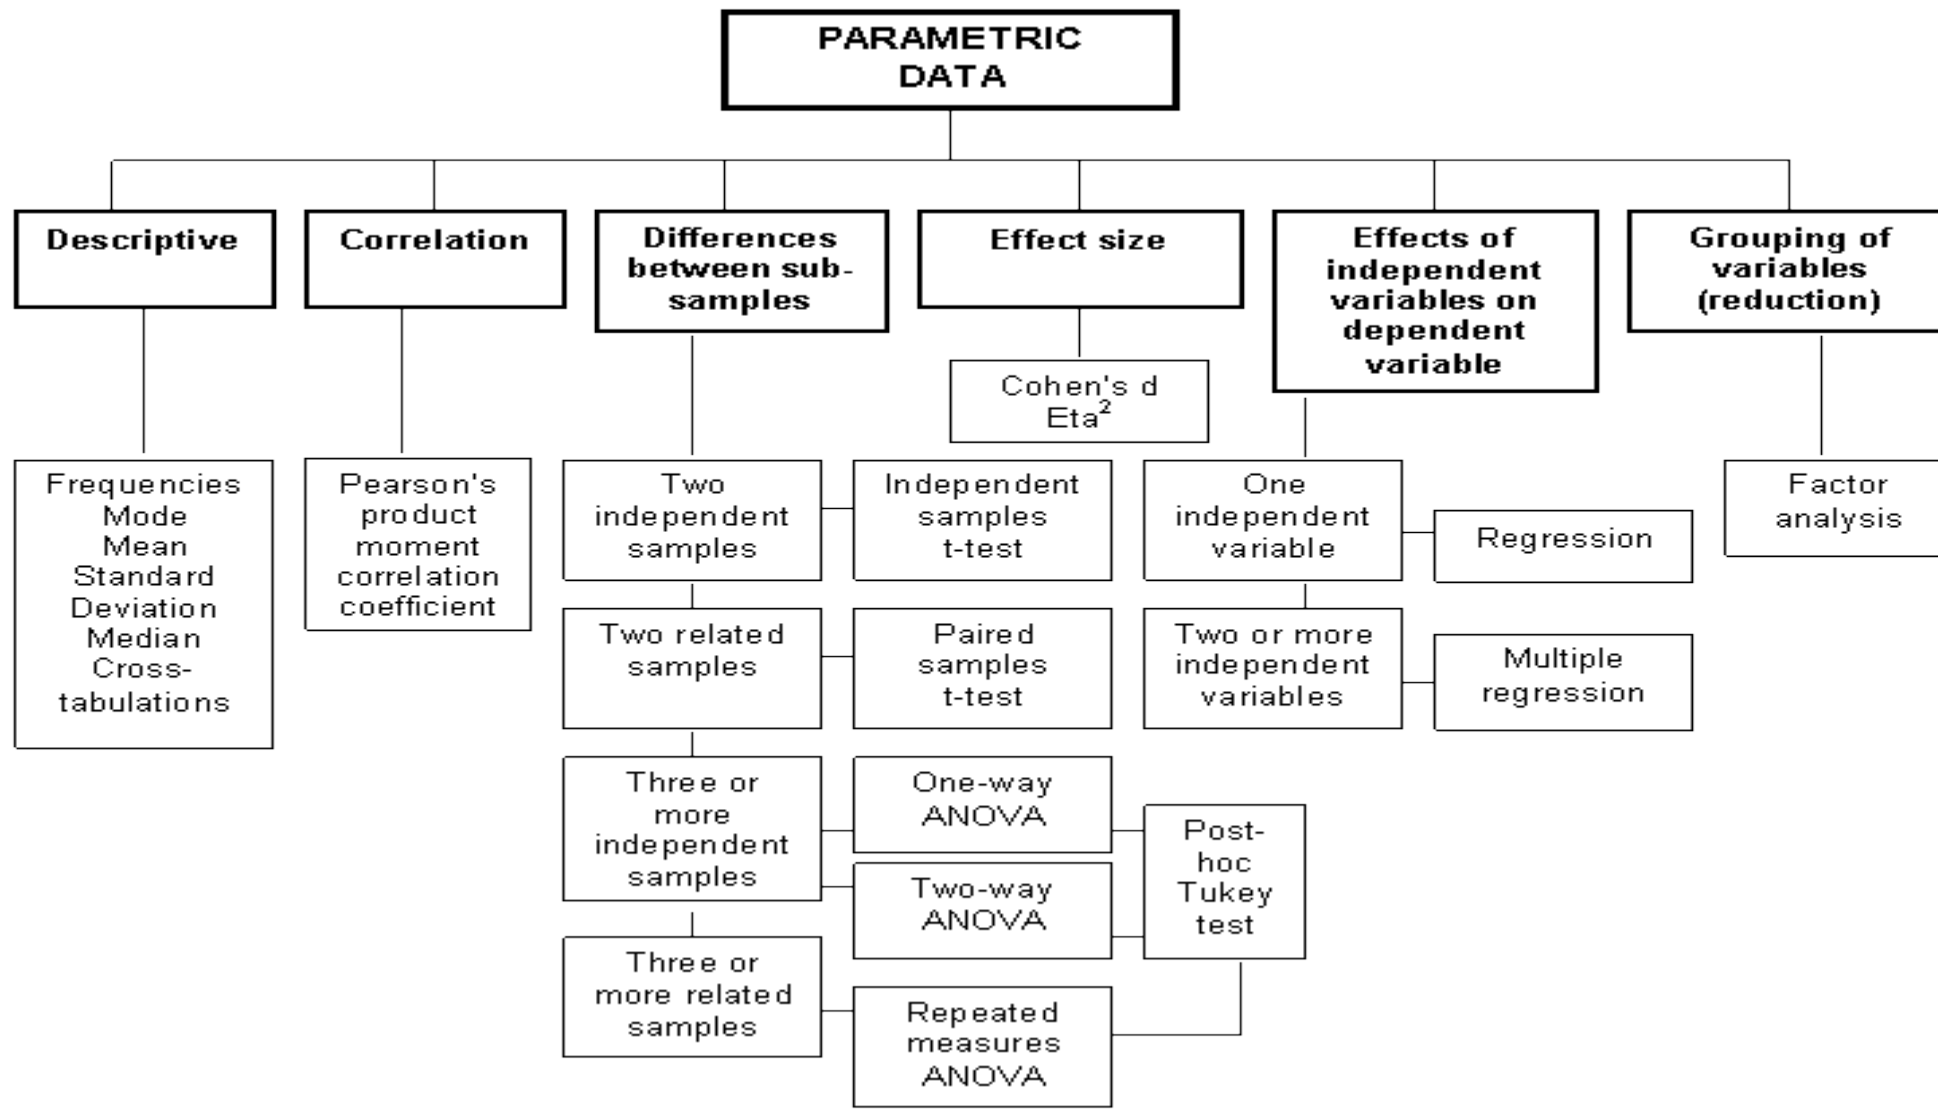 PARAMETRIC
DATA
Descriptive
Correlation
Differences
between sub-
samples
Effect size
Effects of
independent
variables on
dependent
variable
Grouping of
variables
(reduction)
Cohen's d
Eta²
Frequencies
Mode
Mean
Standard
Deviation
Median
Cross-
tabulations
Pearson's
product
moment
correlation
coefficient
Two
independent
samples
Independent
samples
t-test
One
independent
variable
Regression
Factor
analysis
Two related
samples
Paired
samples
t-test
Two or more
independent
variables
Multiple
regression
Three or
more
independent
samples
One-way
ANOVA
Two-way
ANOVA
Post-
hoc
Tukey
test
Three or
more related
samples
Repeated
measures
ANOVA